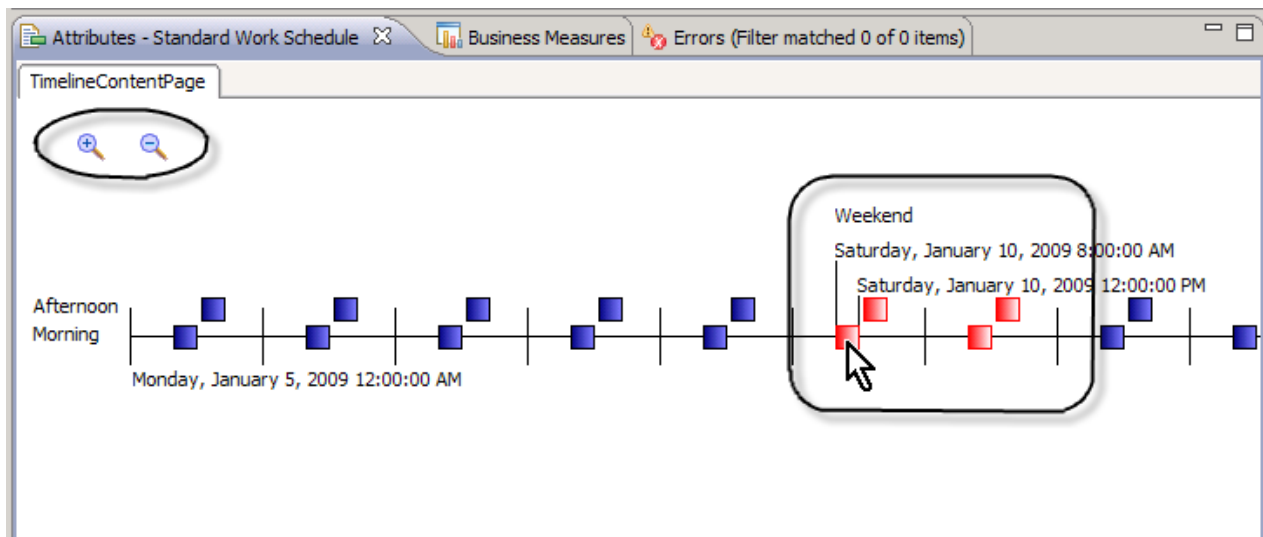 Attributes - Standard Work Schedule
Business Measures
Errors (Filter matched 0 of 0 items)
TimelineContentPage
Weekend
Saturday, January 10, 2009 8:00:00 AM
Saturday, January 10, 2009 12:00:00 PM
Afternoon
Morning
Monday, January 5, 2009 12:00:00 AM